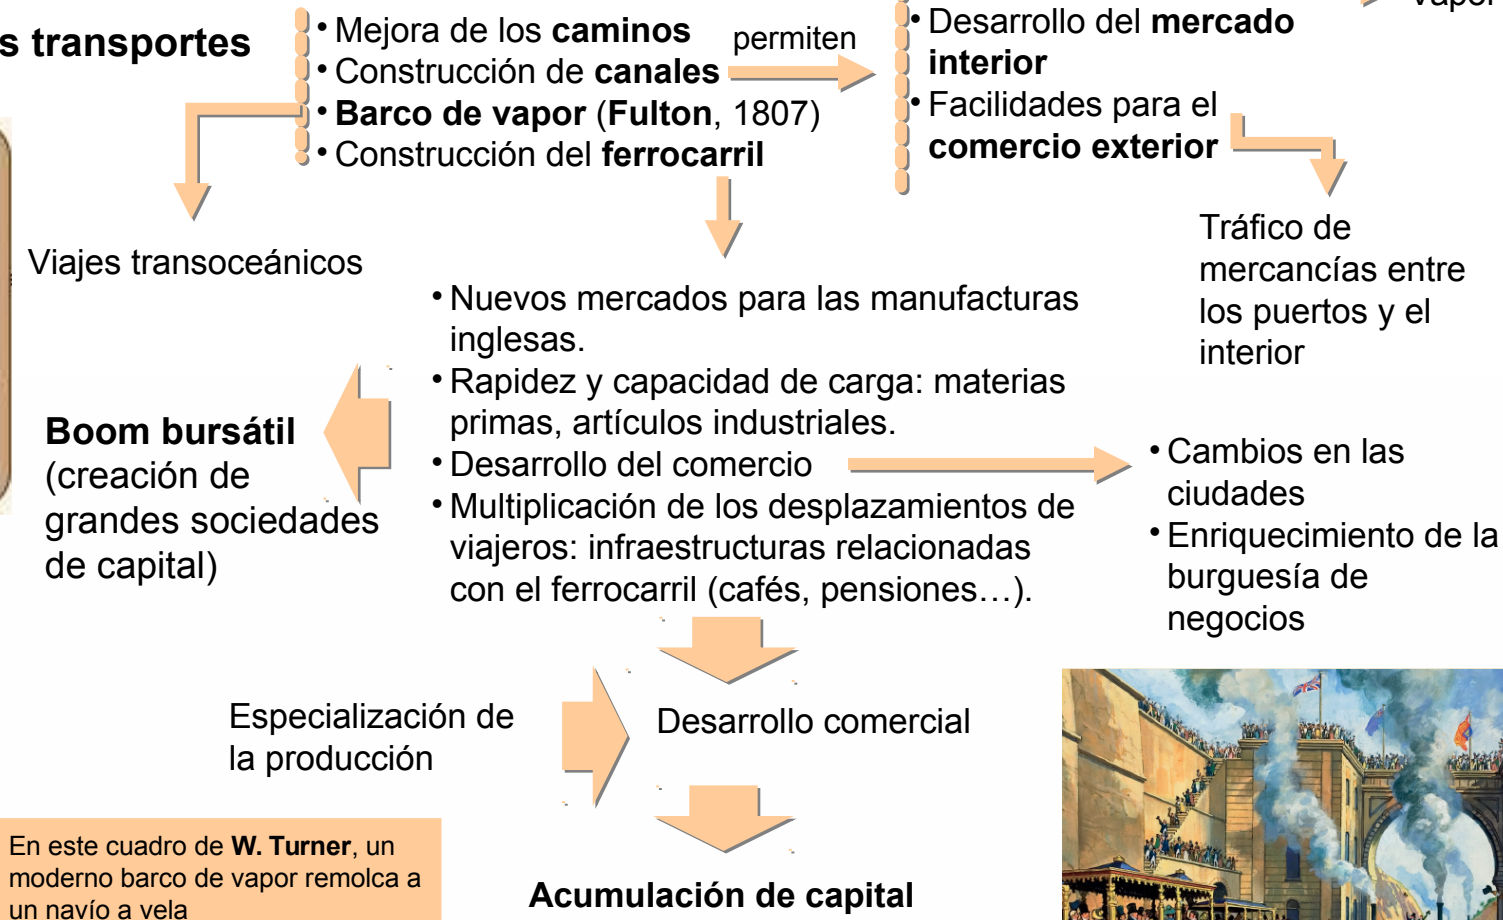 s transportes
• Mejora de los caminos
• Construcción de canales
• Barco de vapor (Fulton, 1807)
• Construcción del ferrocarril
permiten
vapor
• Desarrollo del mercado
interior
• Facilidades para el
comercio exterior
Viajes transoceánicos
Tráfico de
mercancías entre
los puertos y el
interior
• Nuevos mercados para las manufacturas
inglesas.
• Rapidez y capacidad de carga: materias
primas, artículos industriales.
• Desarrollo del comercio
• Multiplicación de los desplazamientos de
viajeros: infraestructuras relacionadas
con el ferrocarril (cafés, pensiones…).
Boom bursátil
(creación de
grandes sociedades
de capital)
• Cambios en las
ciudades
• Enriquecimiento de la
burguesía de
negocios
Especialización de
la producción
Desarrollo comercial
En este cuadro de W. Turner, un
moderno barco de vapor remolca a
un navío a vela
Acumulación de capital